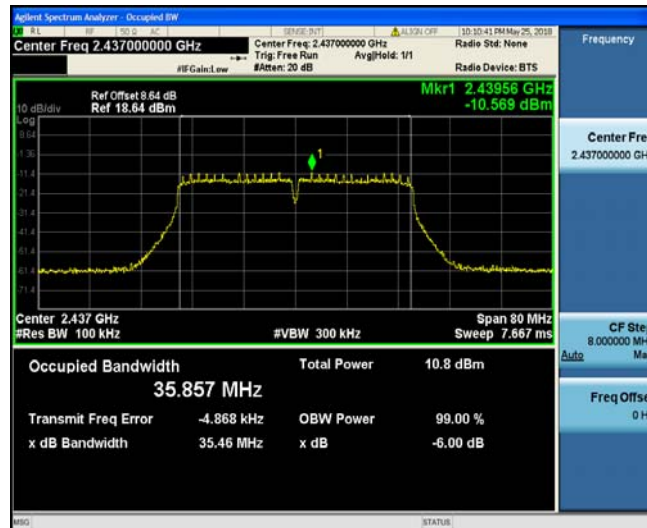 Agilent Spectrum Analyzer - Occupied BW
RL RF 50 Ω AC SENSE:INT ALIGN OFF 10:10:41 PM May 25, 2018
Center Freq 2.437000000 GHz
Center Freq: 2.437000000 GHz
Radio Std: None
Trig: Free Run Avg|Hold: 1/1
#IFGain:Low #Atten: 20 dB Radio Device: BTS
Frequency
Ref Offset 8.64 dB
10 dB/div Ref 18.64 dBm
Mkr1 2.43956 GHz
-10.569 dBm
Log
8.64
-1.36
-11.4
-21.4
-31.4
-41.4
-51.4
-61.4
-71.4
1
Center 2.437 GHz Span 80 MHz
#Res BW 100 kHz #VBW 300 kHz Sweep 7.667 ms
Occupied Bandwidth Total Power 10.8 dBm
35.857 MHz
Transmit Freq Error -4.868 kHz OBW Power 99.00 %
x dB Bandwidth 35.46 MHz x dB -6.00 dB
Center Fre
2.437000000 GH
CF Ste
8.000000 MH
Auto Ma
Freq Offse
0 H
MSG STATUS